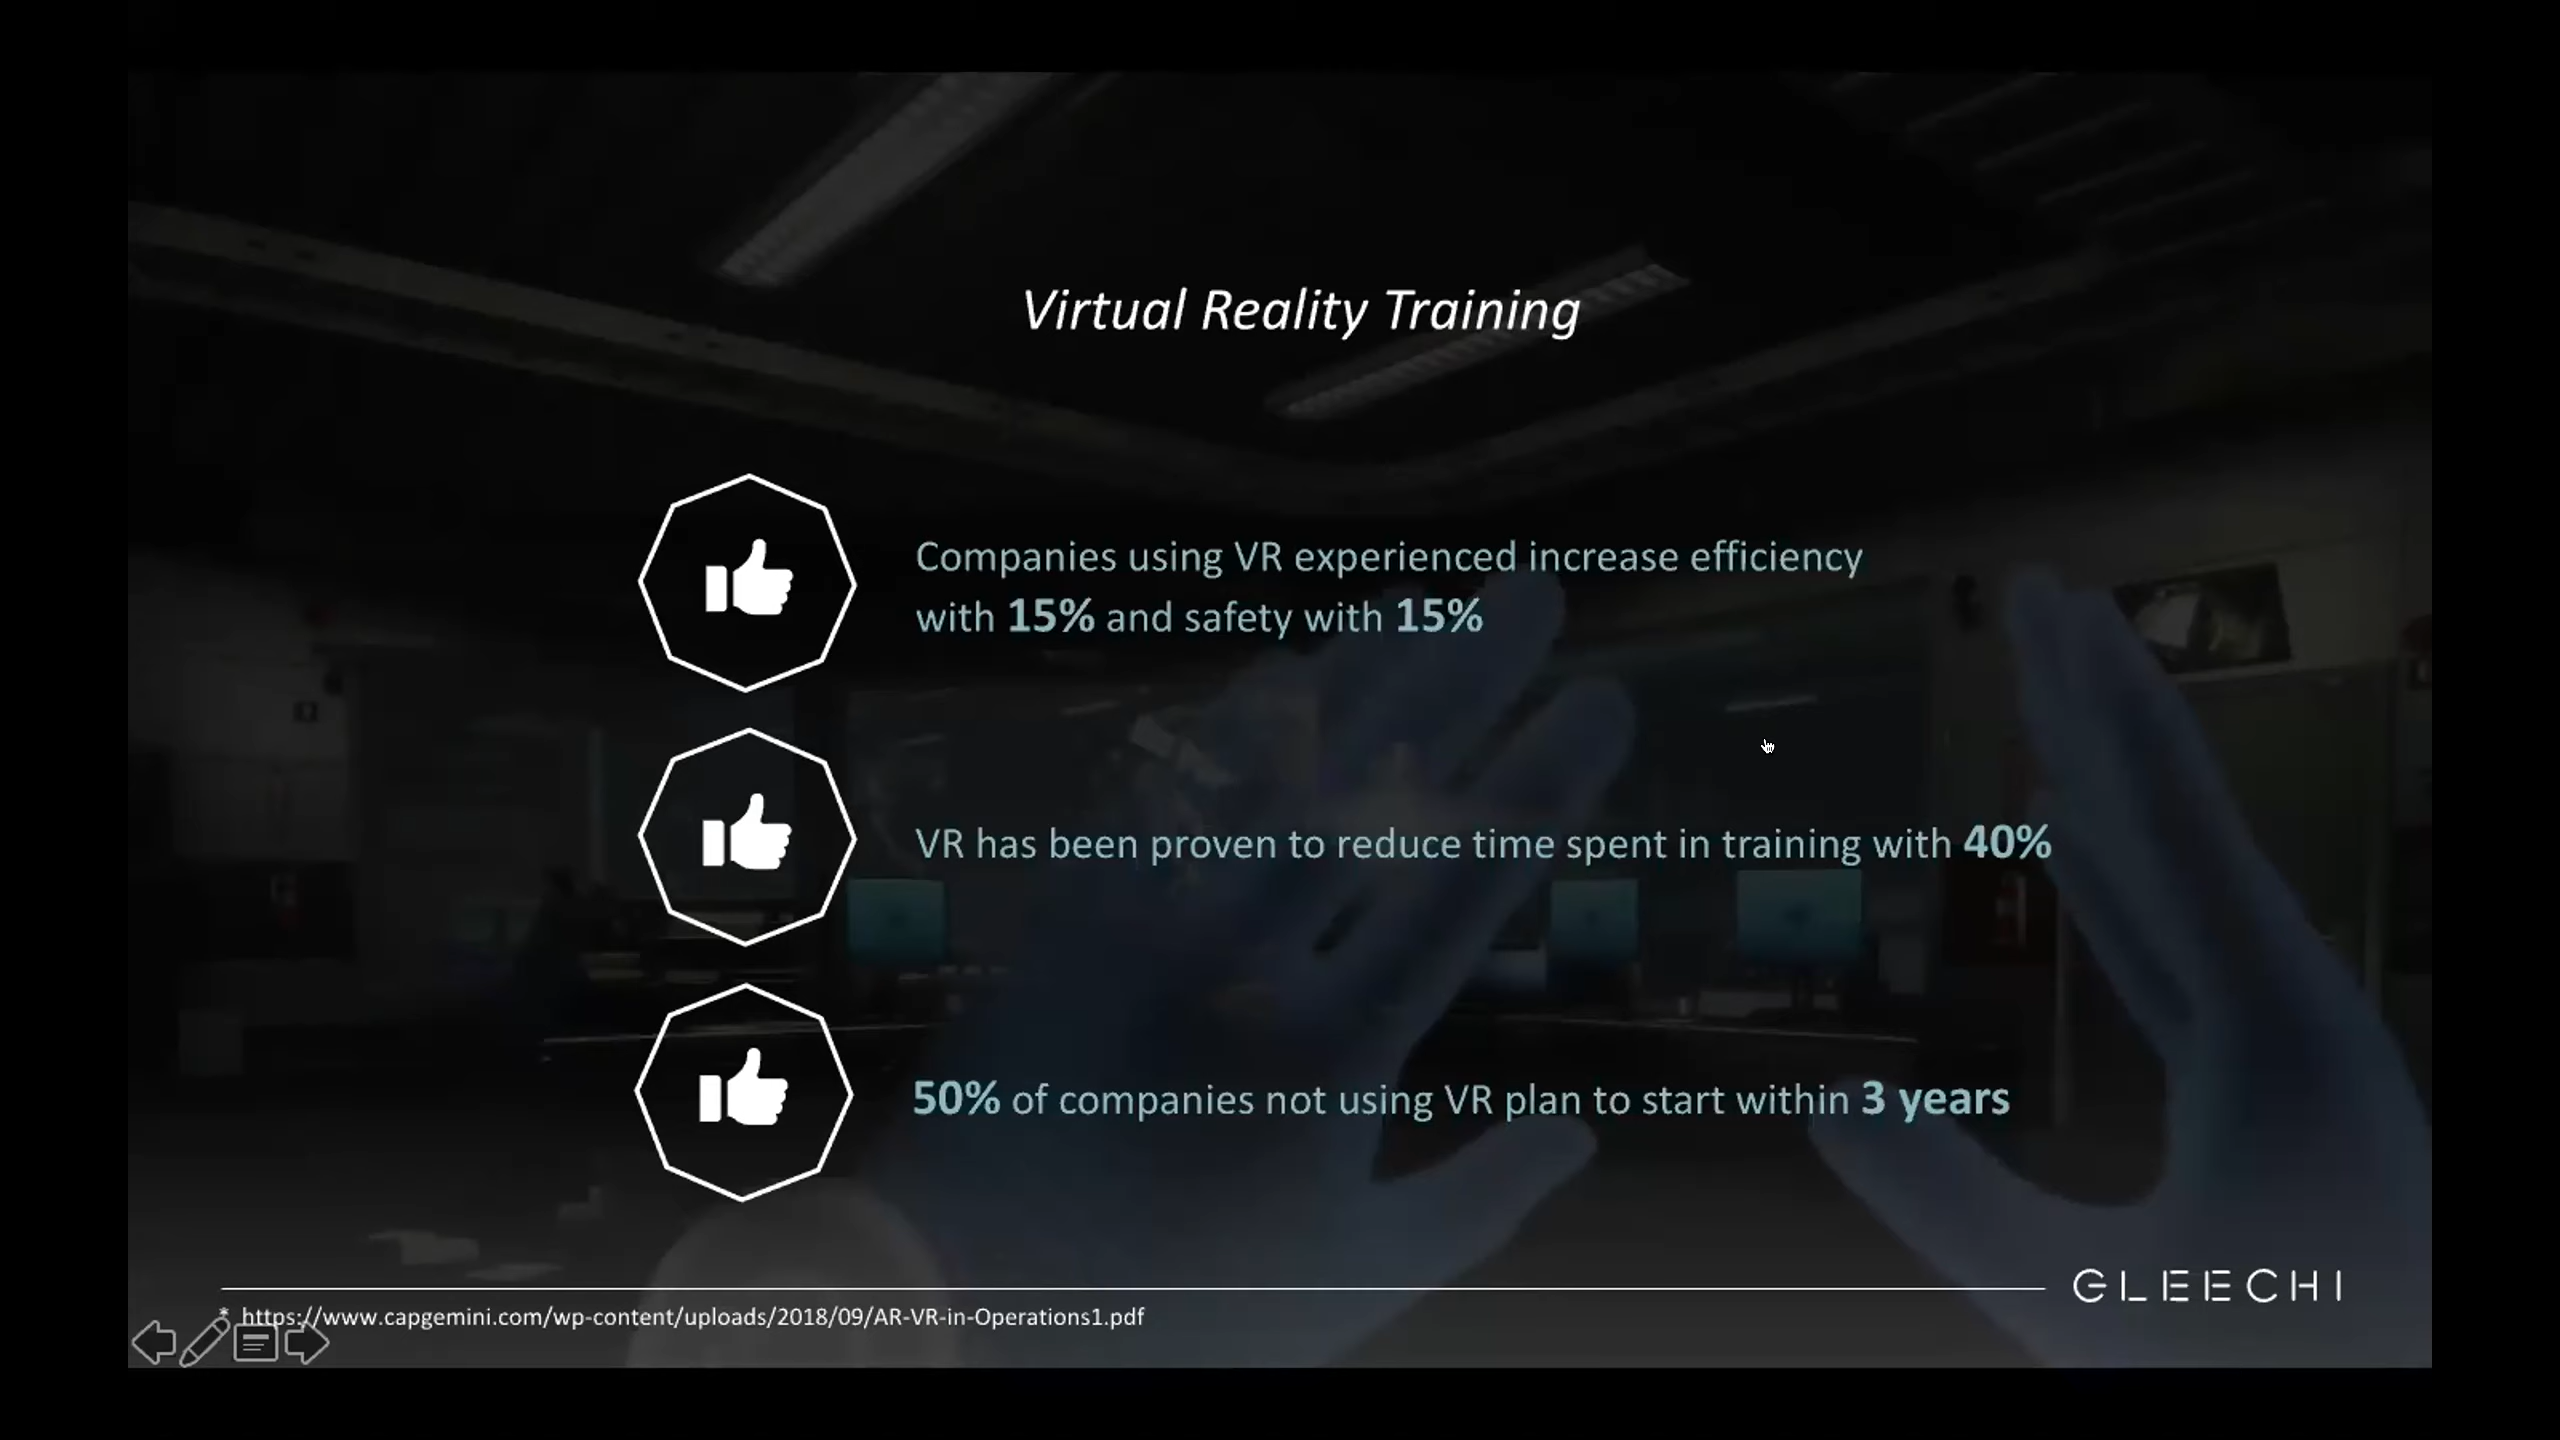 Virtual Reality Training
Companies using VR experienced increase efficiency
with 15% and safety with 15%
VR has been proven to reduce time spent in training with 40%
50% of companies not using VR plan to start within 3 years
GLEECHI
* https://www.capgemini.com/wp-content/uploads/2018/09/AR-VR-in-Operations1.pdf